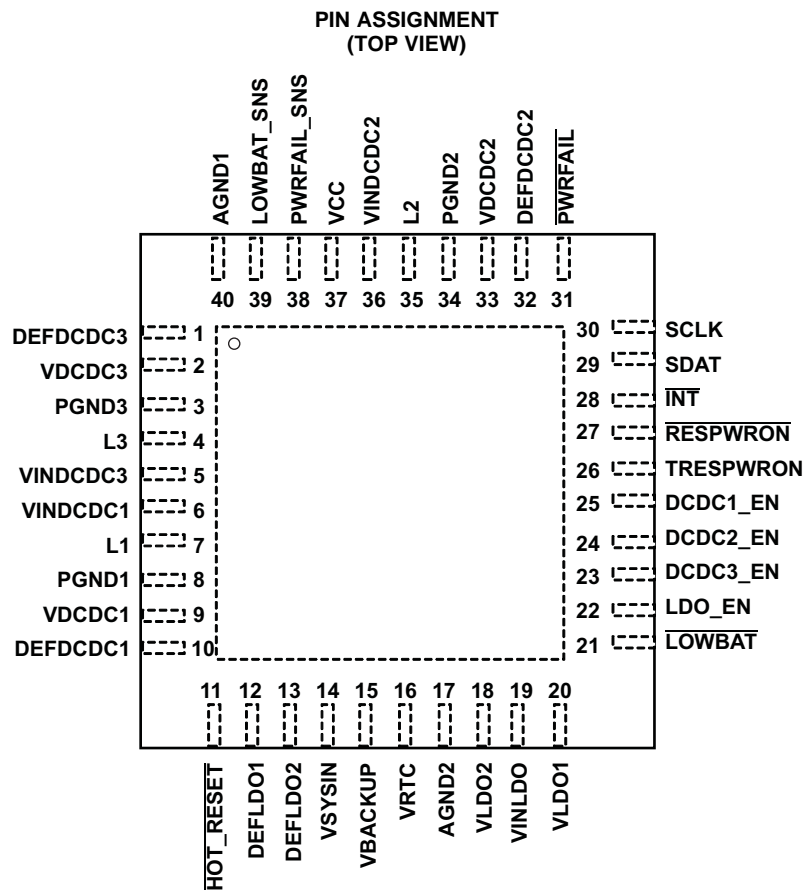 PIN ASSIGNMENT
(TOP VIEW)
AGND1
LOWBAT_SNS
PWRFAIL_SNS
VCC
VINDCDC2
L2
PGND2
VDCDC2
DEFDCDC2
PWRFAIL
40 39 38 37 36 35 34 33 32 31
DEFDCDC3 1
VDCDC3 2
PGND3 3
L3 4
VINDCDC3 5
VINDCDC1 6
L1 7
PGND1 8
VDCDC1 9
DEFDCDC1 10
30 SCLK
29 SDAT
28 INT
27 RESPWRON
26 TRESPWRON
25 DCDC1_EN
24 DCDC2_EN
23 DCDC3_EN
22 LDO_EN
21 LOWBAT
11 12 13 14 15 16 17 18 19 20
HOT_RESET
DEFLDO1
DEFLDO2
VSYSIN
VBACKUP
VRTC
AGND2
VLDO2
VINLDO
VLDO1